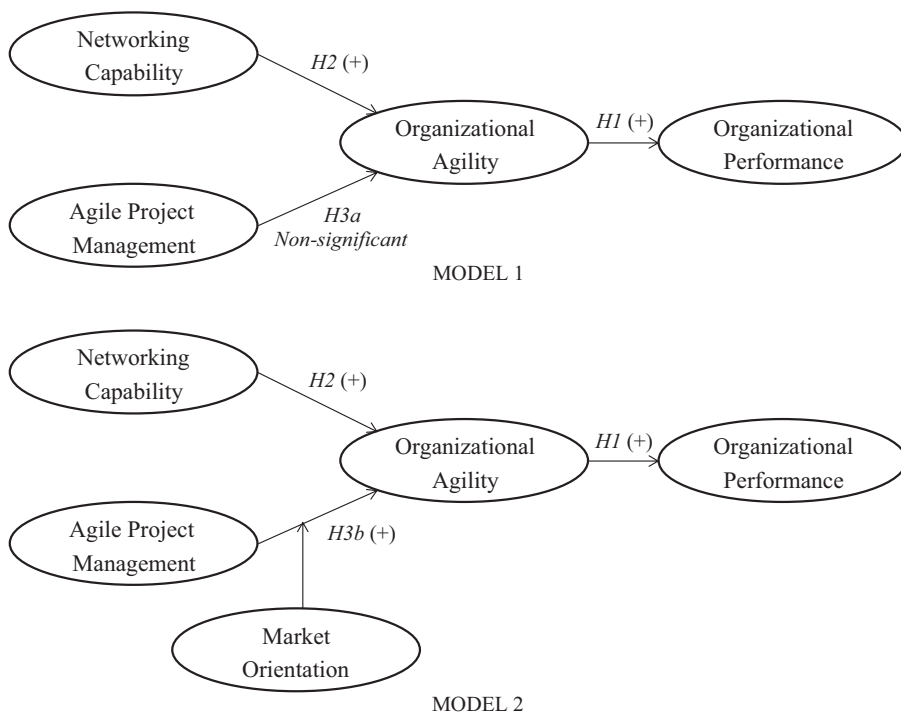 Networking
Capability
H2 (+)
Organizational
Agility
H1 (+)
Organizational
Performance
Agile Project
Management
H3a
Non-significant
MODEL 1
Networking
Capability
H2 (+)
Organizational
Agility
H1 (+)
Organizational
Performance
Agile Project
Management
H3b (+)
Market
Orientation
MODEL 2